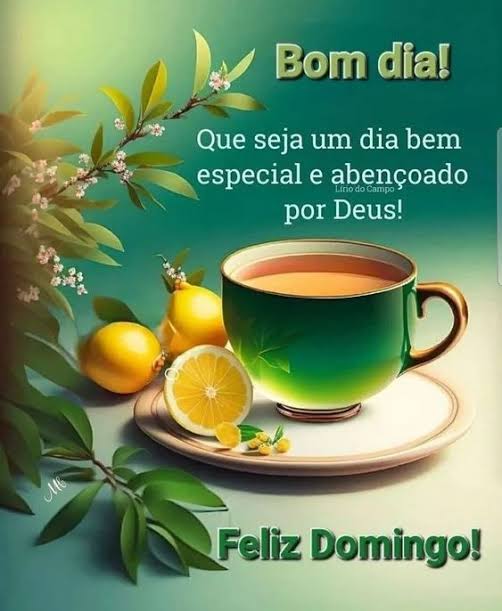 Bom dia!
Que seja um dia bem
especial e abençoado
Lírio do Campo
por Deus!
Feliz Domingo!